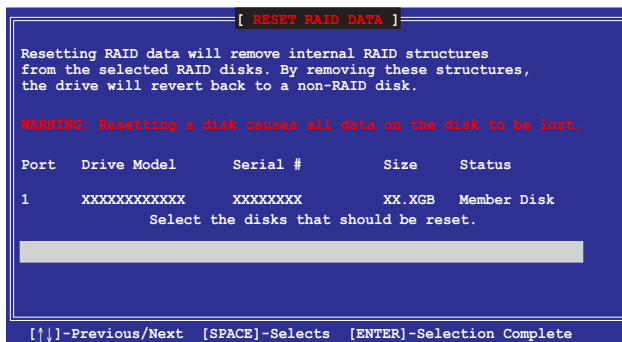 [ RESET RAID DATA ]
Resetting RAID data will remove internal RAID structures
from the selected RAID disks. By removing these structures,
the drive will revert back to a non-RAID disk.
WARNING: Resetting a disk causes all data on the disk to be lost.
Port Drive Model Serial # Size Status
1 XXXXXXXXXXXX XXXXXXXX XX.XGB Member Disk
Select the disks that should be reset.
[↑↓]-Previous/Next [SPACE]-Selects [ENTER]-Selection Complete